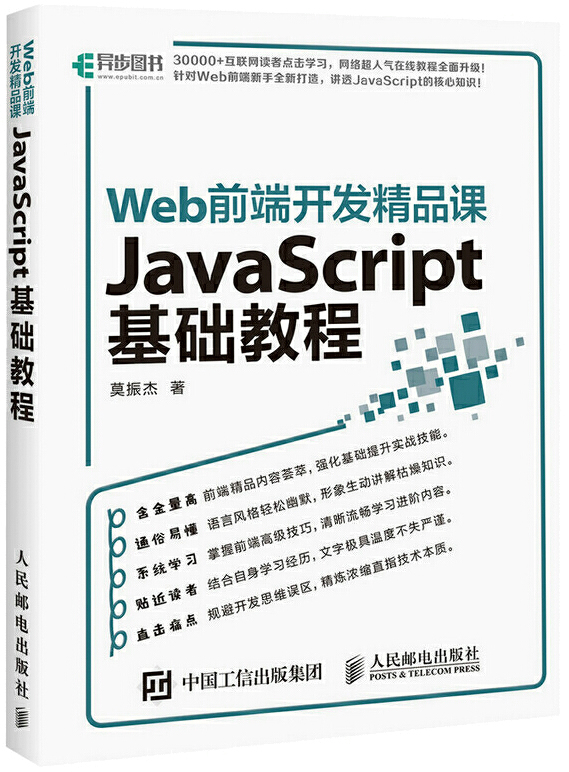 Web前端
开发精品课
JavaScript基础教程
人民邮电出版社
异步图书
www.epubit.com.cn
30000+互联网读者点击学习，网络超人气在线教程全面升级！
针对Web前端新手全新打造，讲透JavaScript的核心知识！
Web前端开发精品课
JavaScript
基础教程
莫振杰 著
含金量高 前端精品内容荟萃，强化基础提升实战技能。
通俗易懂 语言风格轻松幽默，形象生动讲解枯燥知识。
系统学习 掌握前端高级技巧，清晰流畅学习进阶内容。
贴近读者 结合自身学习经历，文字极具温度不失严谨。
直击痛点 规避开发思维误区，精炼浓缩直指技术本质。
中国工信出版集团
人民邮电出版社
POSTS & TELECOM PRESS